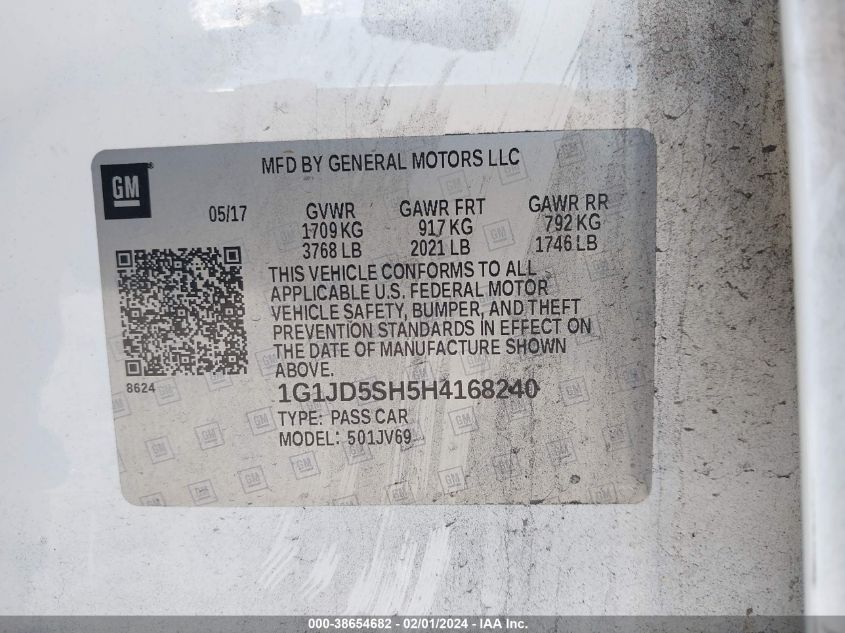 MFD BY GENERAL MOTORS LLC
GM
05/17
GVWR GAWR FRT GAWR RR
1709 KG 917 KG 792 KG
3768 LB 2021 LB 1746 LB
THIS VEHICLE CONFORMS TO ALL
APPLICABLE U.S. FEDERAL MOTOR
VEHICLE SAFETY, BUMPER, AND THEFT
PREVENTION STANDARDS IN EFFECT ON
THE DATE OF MANUFACTURE SHOWN
ABOVE.
8624
1G1JD5SH5H4168240
TYPE: PASS CAR
MODEL: 501JV69
000-38654682 - 02/01/2024 - IAA Inc.